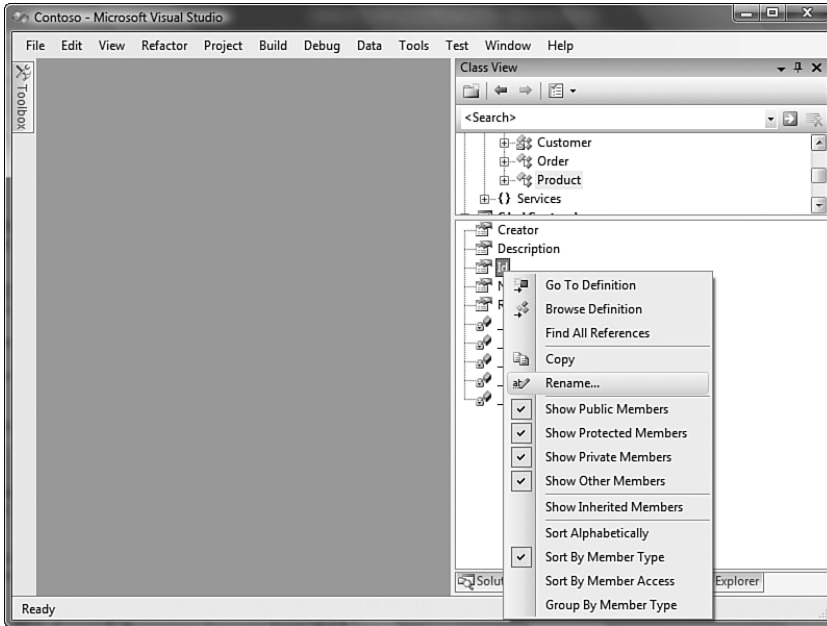 Contoso - Microsoft Visual Studio
File Edit View Refactor Project Build Debug Data Tools Test Window Help
Toolbox
Class View
<Search>
Customer
Order
Product
{} Services
Creator
Description
Id
Go To Definition
Browse Definition
Find All References
Copy
Rename...
Show Public Members
Show Protected Members
Show Private Members
Show Other Members
Show Inherited Members
Sort Alphabetically
Sort By Member Type
Sort By Member Access
Group By Member Type
Explorer
Ready